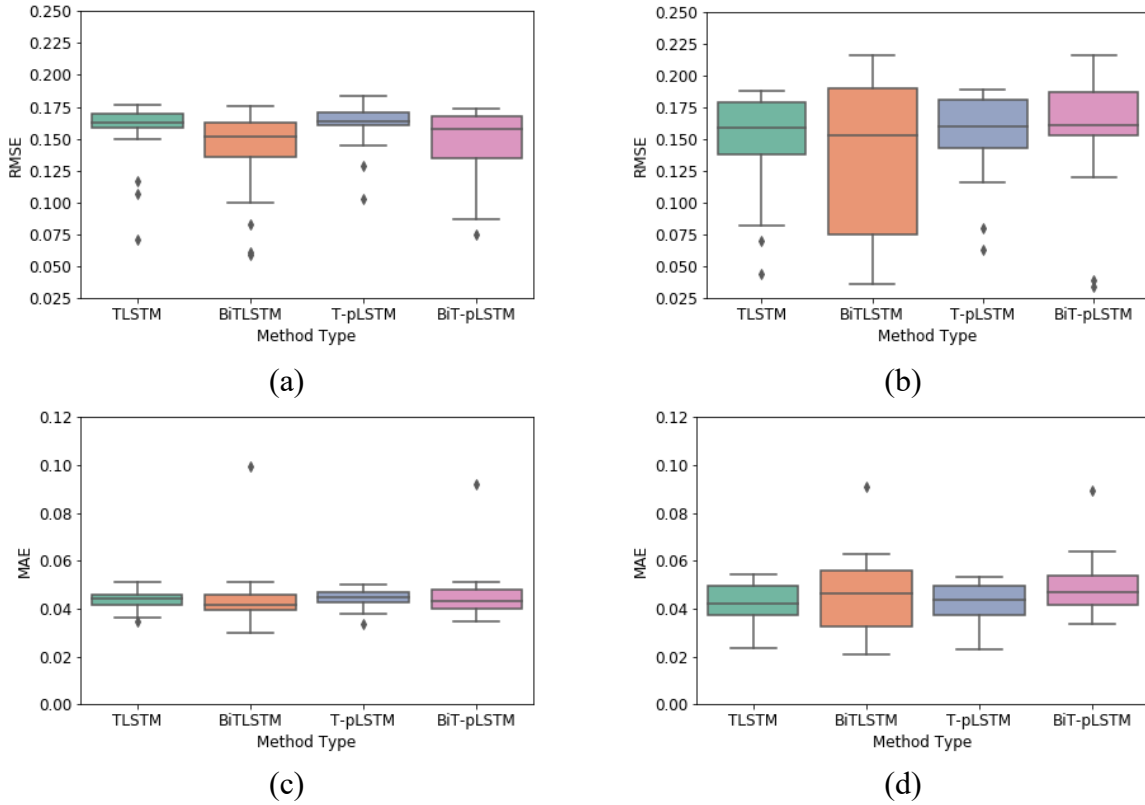 0.250
0.225
0.200
0.175
0.150
0.125
0.100
0.075
0.050
0.025
RMSE
TLSTM BiTLSTM T-pLSTM BiT-pLSTM
Method Type
(a)
0.250
0.225
0.200
0.175
0.150
0.125
0.100
0.075
0.050
0.025
RMSE
TLSTM BiTLSTM T-pLSTM BiT-pLSTM
Method Type
(b)
0.12
0.10
0.08
0.06
0.04
0.02
0.00
MAE
TLSTM BiTLSTM T-pLSTM BiT-pLSTM
Method Type
(c)
0.12
0.10
0.08
0.06
0.04
0.02
0.00
MAE
TLSTM BiTLSTM T-pLSTM BiT-pLSTM
Method Type
(d)